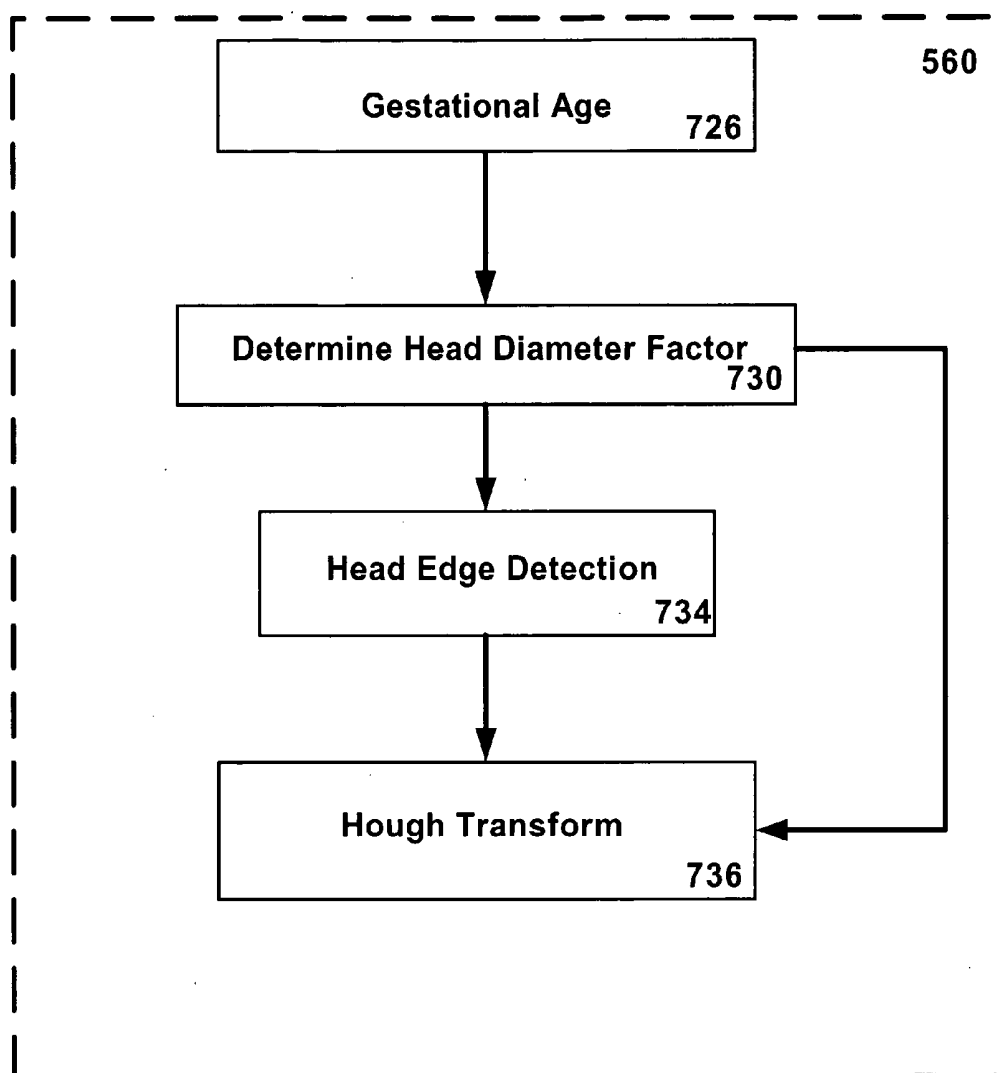 560
Gestational Age
726
Determine Head Diameter Factor
730
Head Edge Detection
734
Hough Transform
736